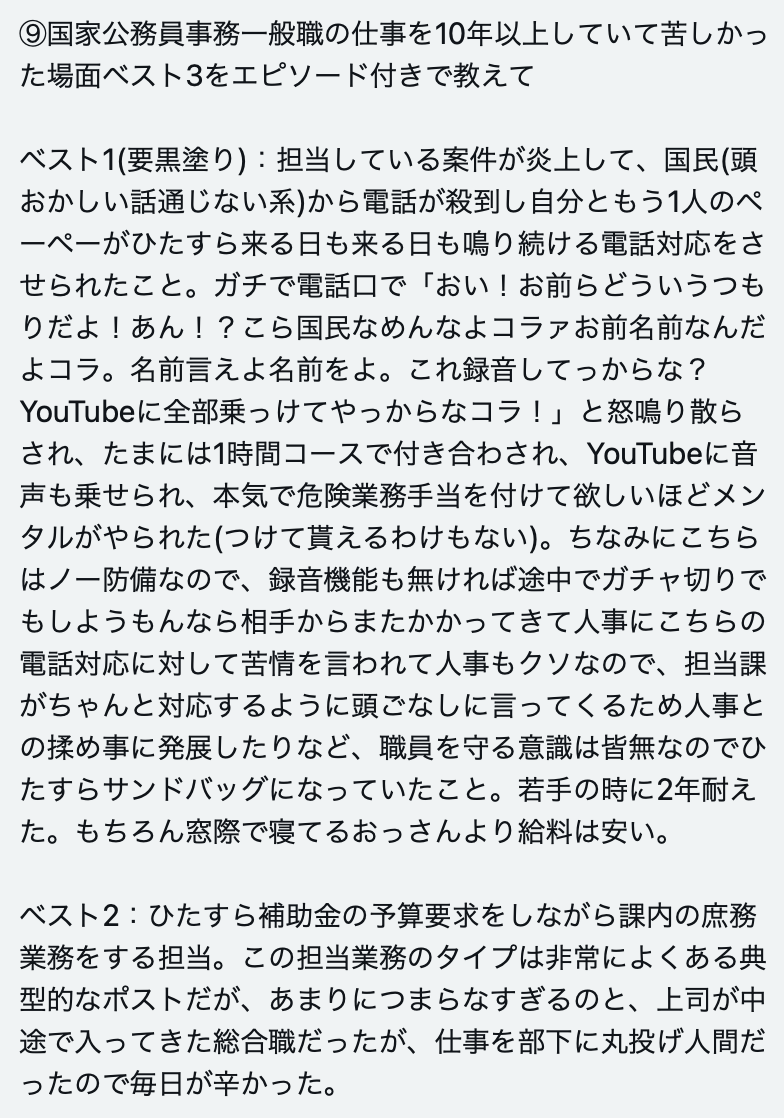 ⑨国家公務員事務一般職の仕事を10年以上していて苦しかっ
た場面ベスト3をエピソード付きで教えて
ベスト1(要黒塗り)：担当している案件が炎上して、国民(頭
おかしい話通じない系)から電話が殺到し自分ともう1人のペ
ーペーがひたすら来る日も来る日も鳴り続ける電話対応をさ
せられたこと。ガチで電話口で「おい！お前らどういうつも
りだよ！あん！？こら国民なめんなよコラァお前名前なんだ
よコラ。名前言えよ名前をよ。これ録音してっからな？
YouTubeに全部乗っけてやっからなコラ！」と怒鳴り散ら
され、たまには1時間コースで付き合わされ、YouTubeに音
声も乗せられ、本気で危険業務手当を付けて欲しいほどメン
タルがやられた(つけて貰えるわけもない)。ちなみにこちら
はノー防備なので、録音機能も無ければ途中でガチャ切りで
もしようもんなら相手からまたかかってきて人事にこちらの
電話対応に対して苦情を言われて人事もクソなので、担当課
がちゃんと対応するように頭ごなしに言ってくるため人事と
の揉め事に発展したりなど、職員を守る意識は皆無なのでひ
たすらサンドバッグになっていたこと。若手の時に2年耐え
た。もちろん窓際で寝てるおっさんより給料は安い。
ベスト2：ひたすら補助金の予算要求をしながら課内の庶務
業務をする担当。この担当業務のタイプは非常によくある典
型的なポストだが、あまりにつまらなすぎるのと、上司が中
途で入ってきた総合職だったが、仕事を部下に丸投げ人間だ
ったので毎日が辛かった。